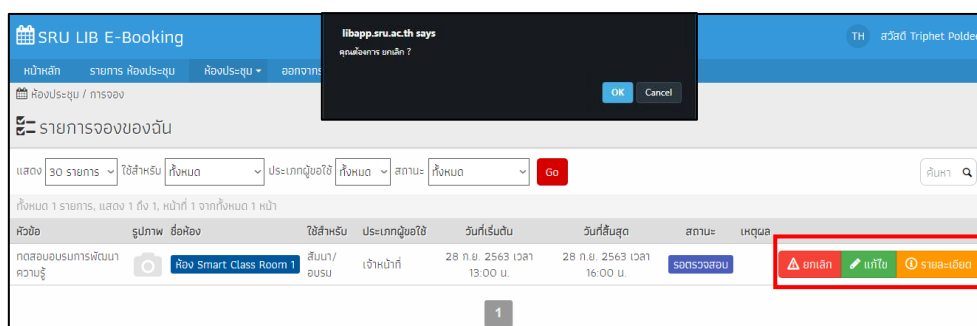 SRU LIB E-Booking
libapp.sru.ac.th says
คุณต้องการ ยกเลิก ?
OK Cancel
TH สวัสดี Triphet Polde
หน้าหลัก รายการ ห้องประชุม ห้องประชุม ออกจาก
ห้องประชุม / การจอง
รายการจองของฉัน
แสดง 30 รายการ ใช้สำหรับ ทั้งหมด ประเภทผู้ขอใช้ ทั้งหมด สถานะ ทั้งหมด Go ค้นหา
ทั้งหมด 1 รายการ, แสดง 1 ถึง 1, หน้าที่ 1 จากทั้งหมด 1 หน้า
หัวข้อ รูปภาพ ชื่อห้อง ใช้สำหรับ ประเภทผู้ขอใช้ วันที่เริ่มต้น วันที่สิ้นสุด สถานะ เหตุผล
ทดสอบอบรมการพัฒนา สัมนา/ 28 ก.ย. 2563 เวลา 28 ก.ย. 2563 เวลา
ห้อง Smart Class Room 1 เจ้าหน้าที่ รอตรวจสอบ ยกเลิก แก้ไข รายละเอียด
ความรู้ อบรม 13:00 น. 16:00 น.
1